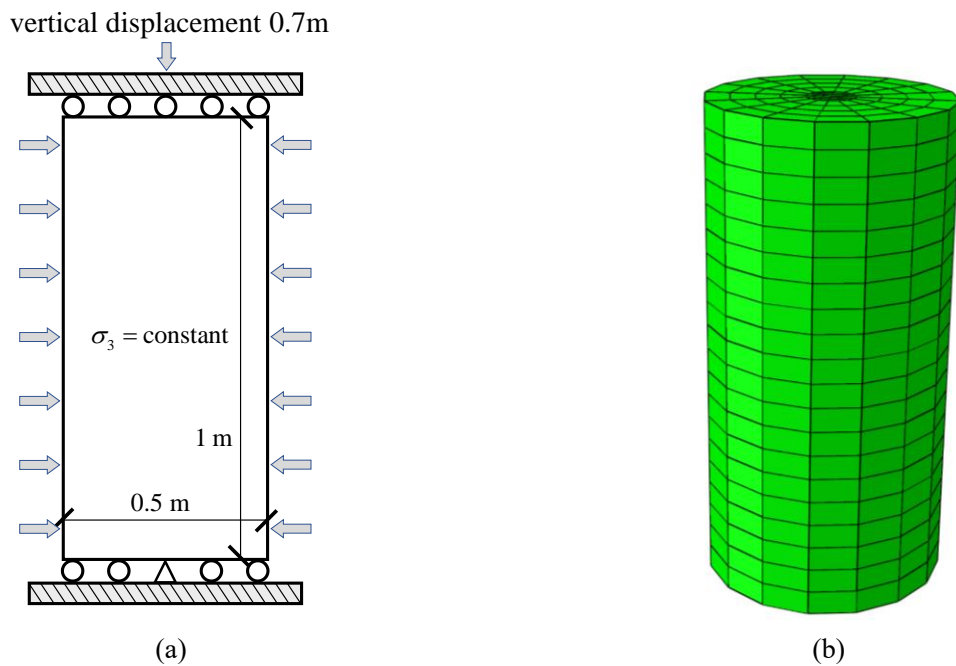 vertical displacement 0.7m
σ₃ = constant
1 m
0.5 m
(a)
(b)